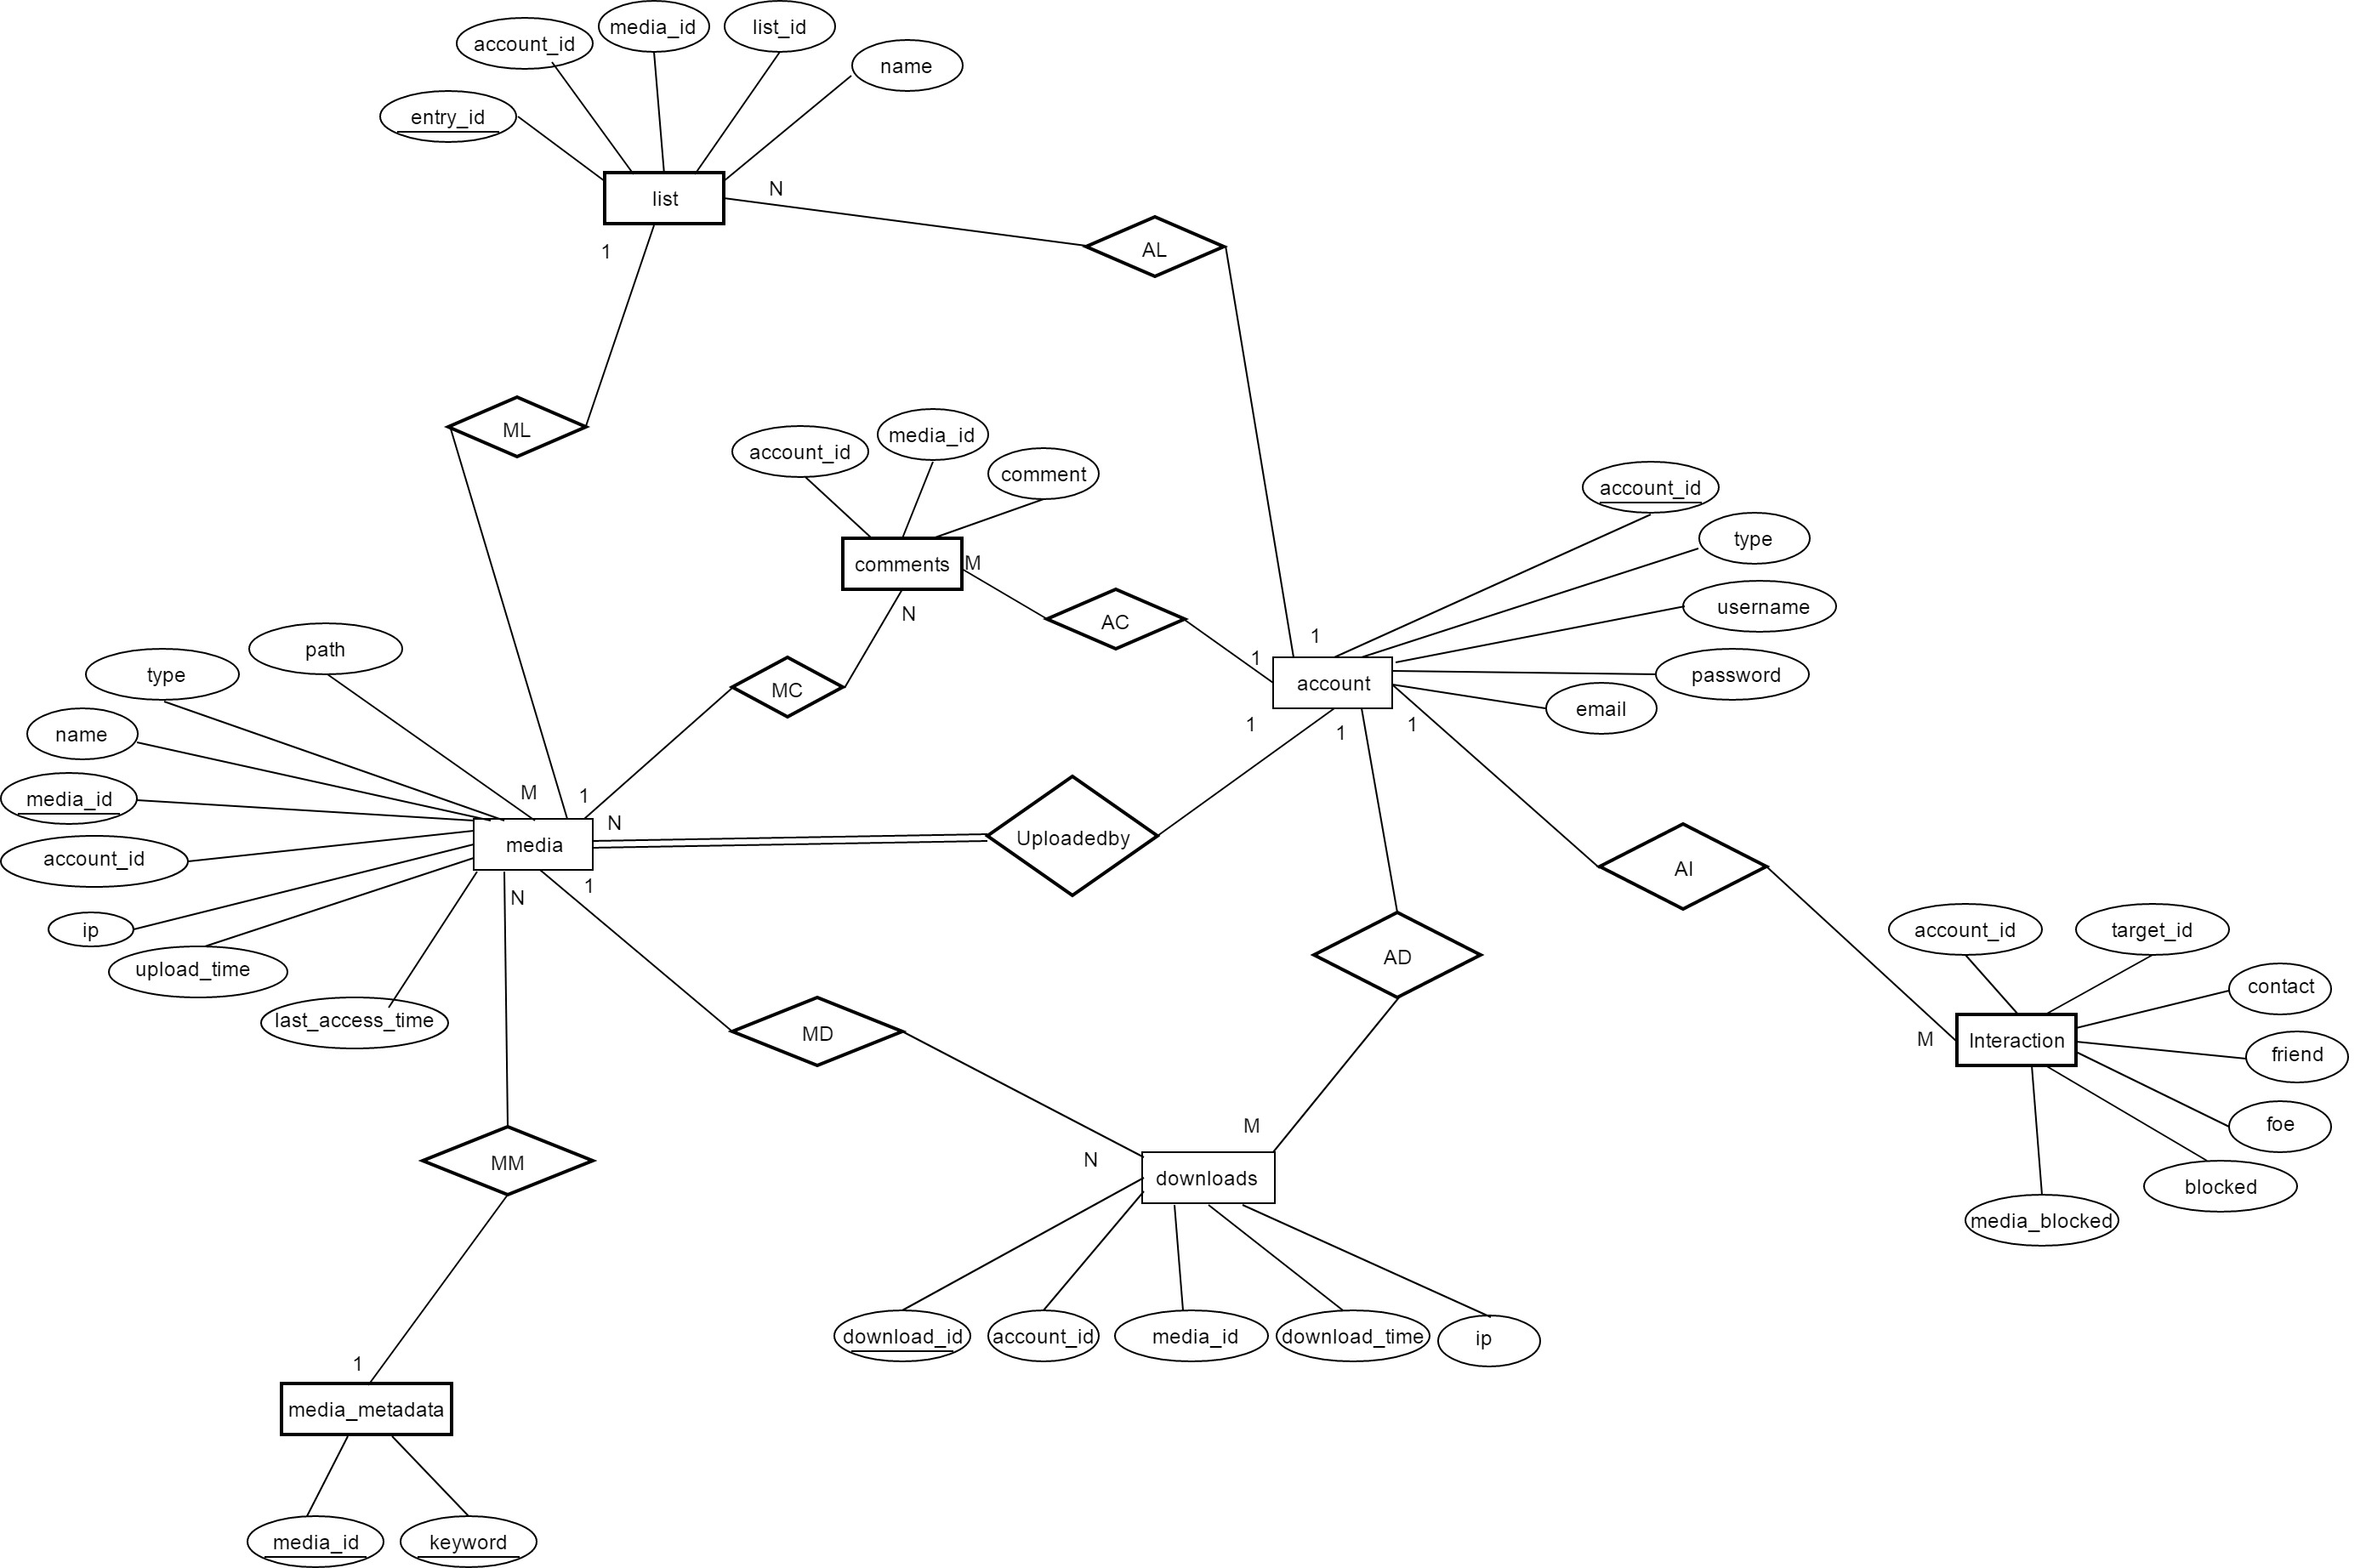 media_id
list_id
account_id
name
entry_id
list
N
1
AL
ML
account_id
media_id
comment
comments
M
N
AC
MC
1
1
account
account_id
type
username
password
email
1
1
1
path
type
name
media_id
account_id
ip
upload_time
last_access_time
M
1
N
media
1
N
Uploadedby
AI
AD
MD
MM
account_id
target_id
contact
friend
foe
blocked
media_blocked
Interaction
M
M
N
downloads
download_id
account_id
media_id
download_time
ip
1
media_metadata
media_id
keyword